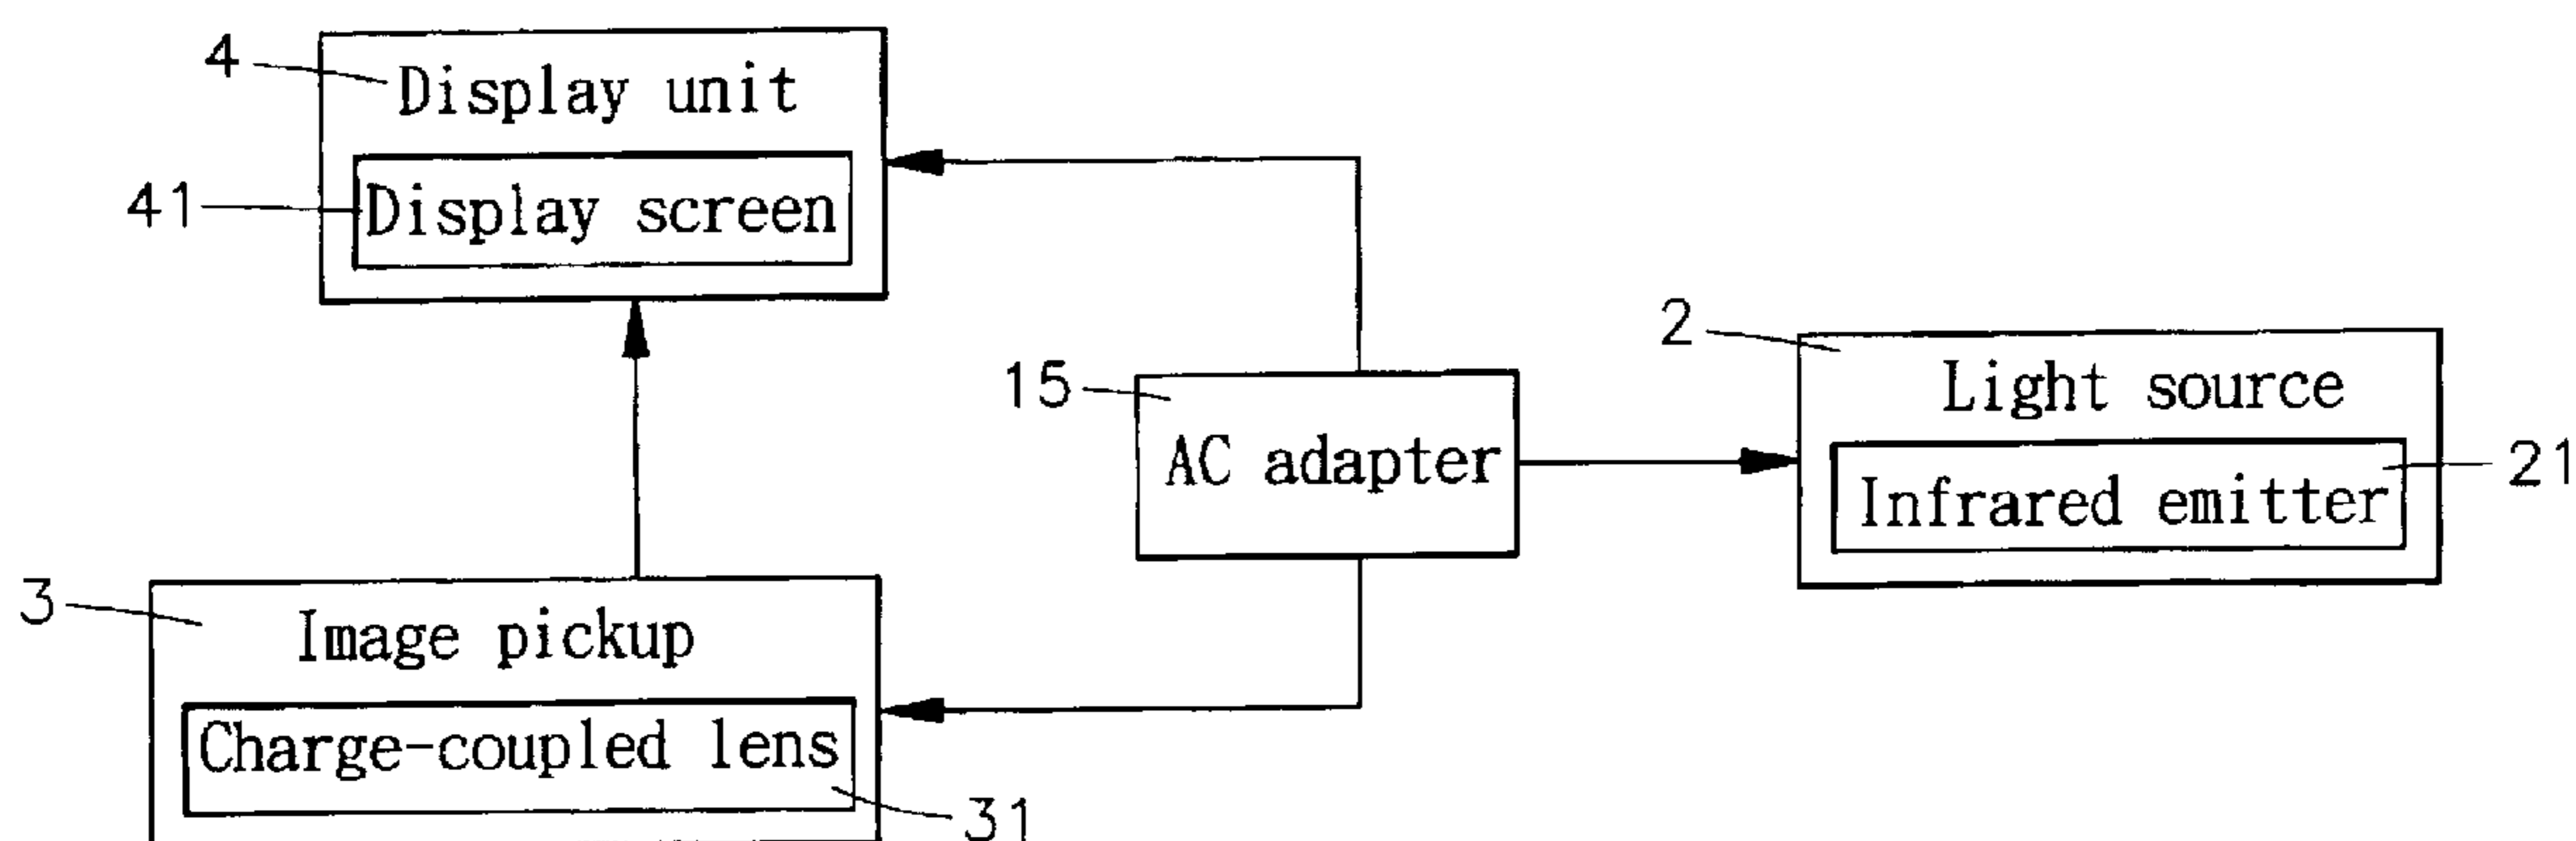 4
Display unit
41
Display screen
2
Light source
15
AC adapter
Infrared emitter
21
3
Image pickup
Charge-coupled lens
31